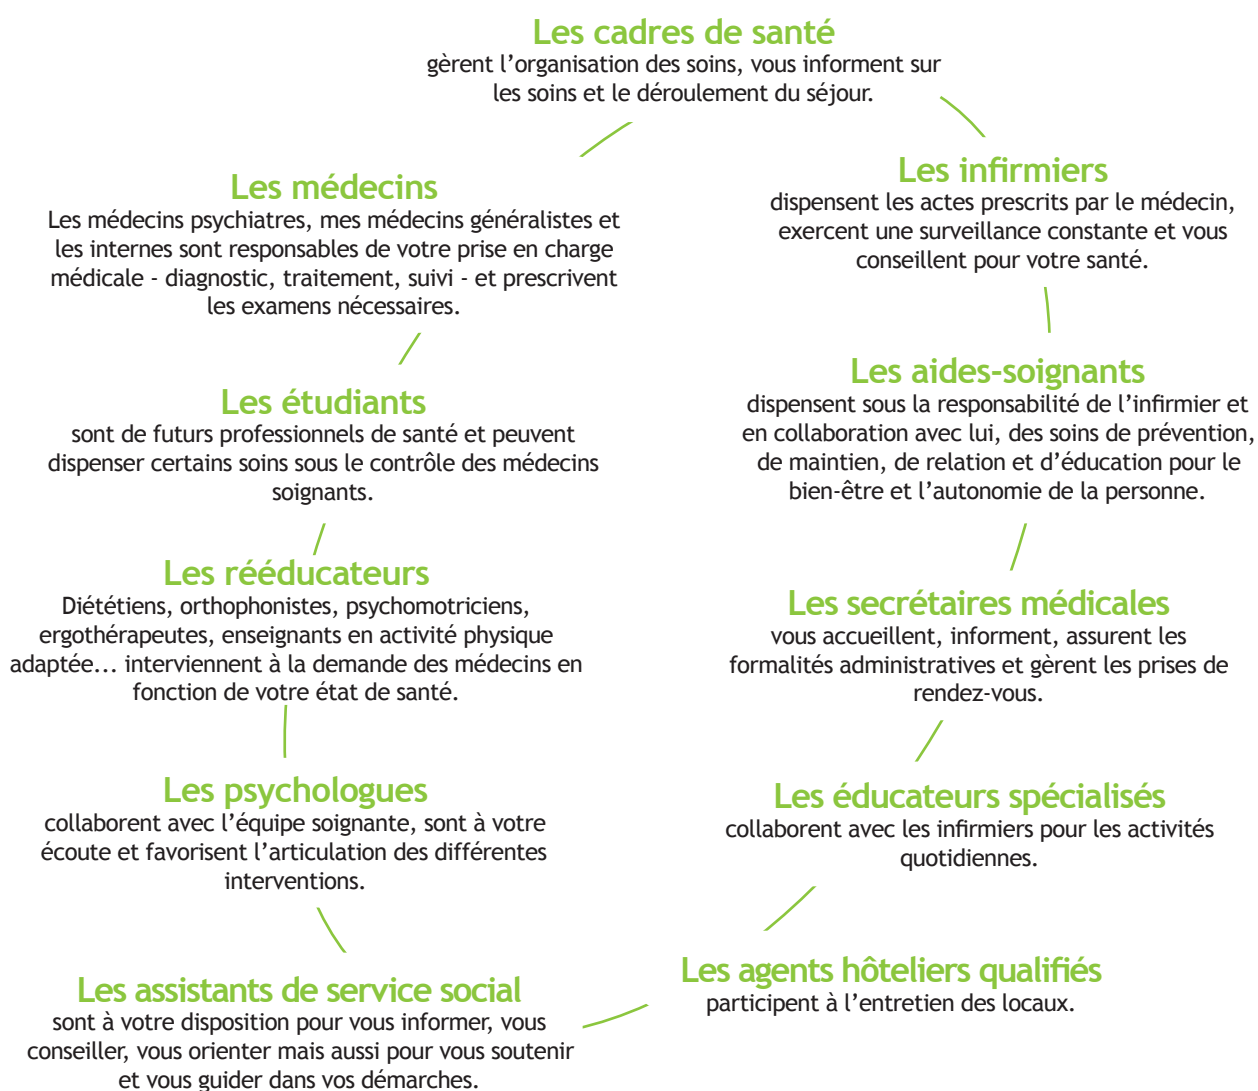 Les cadres de santé
gèrent l’organisation des soins, vous informent sur
les soins et le déroulement du séjour.
Les médecins
Les médecins psychiatres, mes médecins généralistes et
les internes sont responsables de votre prise en charge
médicale - diagnostic, traitement, suivi - et prescrivent
les examens nécessaires.
Les infirmiers
dispensent les actes prescrits par le médecin,
exercent une surveillance constante et vous
conseillent pour votre santé.
Les étudiants
sont de futurs professionnels de santé et peuvent
dispenser certains soins sous le contrôle des médecins
soignants.
Les aides-soignants
dispensent sous la responsabilité de l’infirmier et
en collaboration avec lui, des soins de prévention,
de maintien, de relation et d’éducation pour le
bien-être et l’autonomie de la personne.
Les rééducateurs
Diététiens, orthophonistes, psychomotriciens,
ergothérapeutes, enseignants en activité physique
adaptée... interviennent à la demande des médecins en
fonction de votre état de santé.
Les secrétaires médicales
vous accueillent, informent, assurent les
formalités administratives et gèrent les prises de
rendez-vous.
Les psychologues
collaborent avec l’équipe soignante, sont à votre
écoute et favorisent l’articulation des différentes
interventions.
Les éducateurs spécialisés
collaborent avec les infirmiers pour les activités
quotidiennes.
Les assistants de service social
sont à votre disposition pour vous informer, vous
conseiller, vous orienter mais aussi pour vous soutenir
et vous guider dans vos démarches.
Les agents hôteliers qualifiés
participent à l’entretien des locaux.